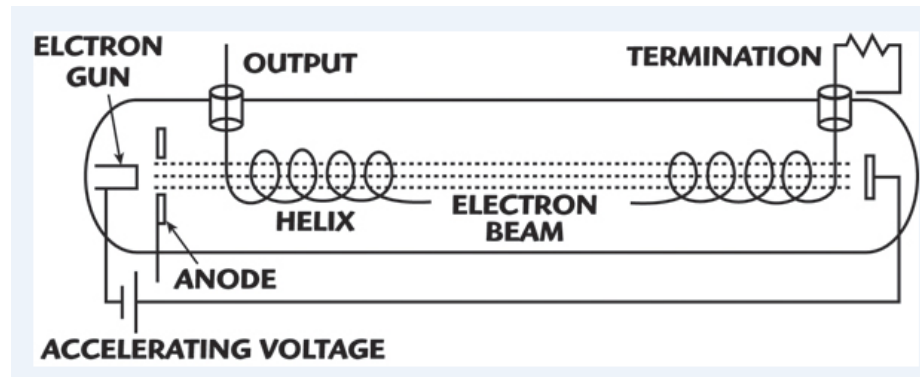 ELCTRON
GUN
OUTPUT
TERMINATION
HELIX
ELECTRON
BEAM
ANODE
ACCELERATING VOLTAGE